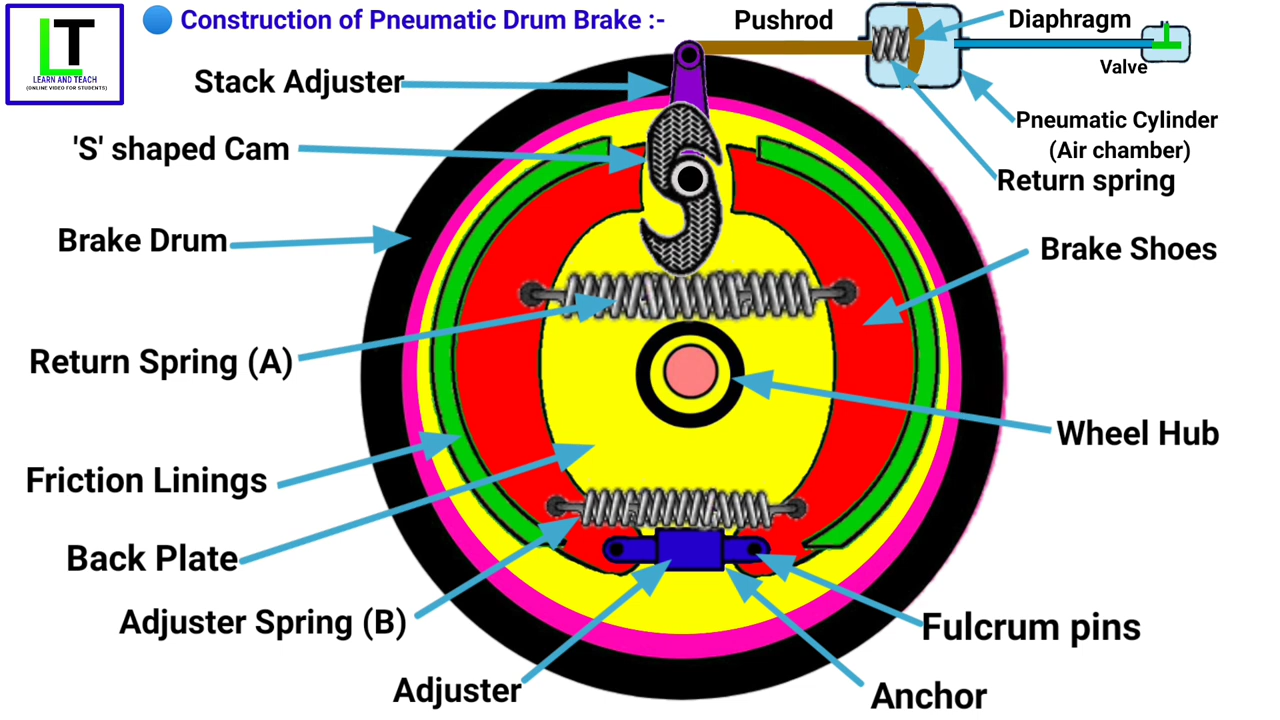 LT
LEARN AND TEACH
(ONLINE VIDEO FOR STUDENTS)
Construction of Pneumatic Drum Brake :-
Pushrod
Diaphragm
Valve
Stack Adjuster
Pneumatic Cylinder
(Air chamber)
'S' shaped Cam
Return spring
Brake Drum
Brake Shoes
Return Spring (A)
Wheel Hub
Friction Linings
Back Plate
Adjuster Spring (B)
Fulcrum pins
Adjuster
Anchor